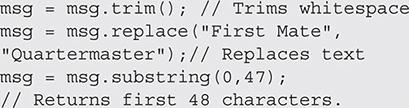 msg = msg.trim(); // Trims whitespace
msg = msg.replace("First Mate",
"Quartermaster");// Replaces text
msg = msg.substring(0,47);
// Returns first 48 characters.